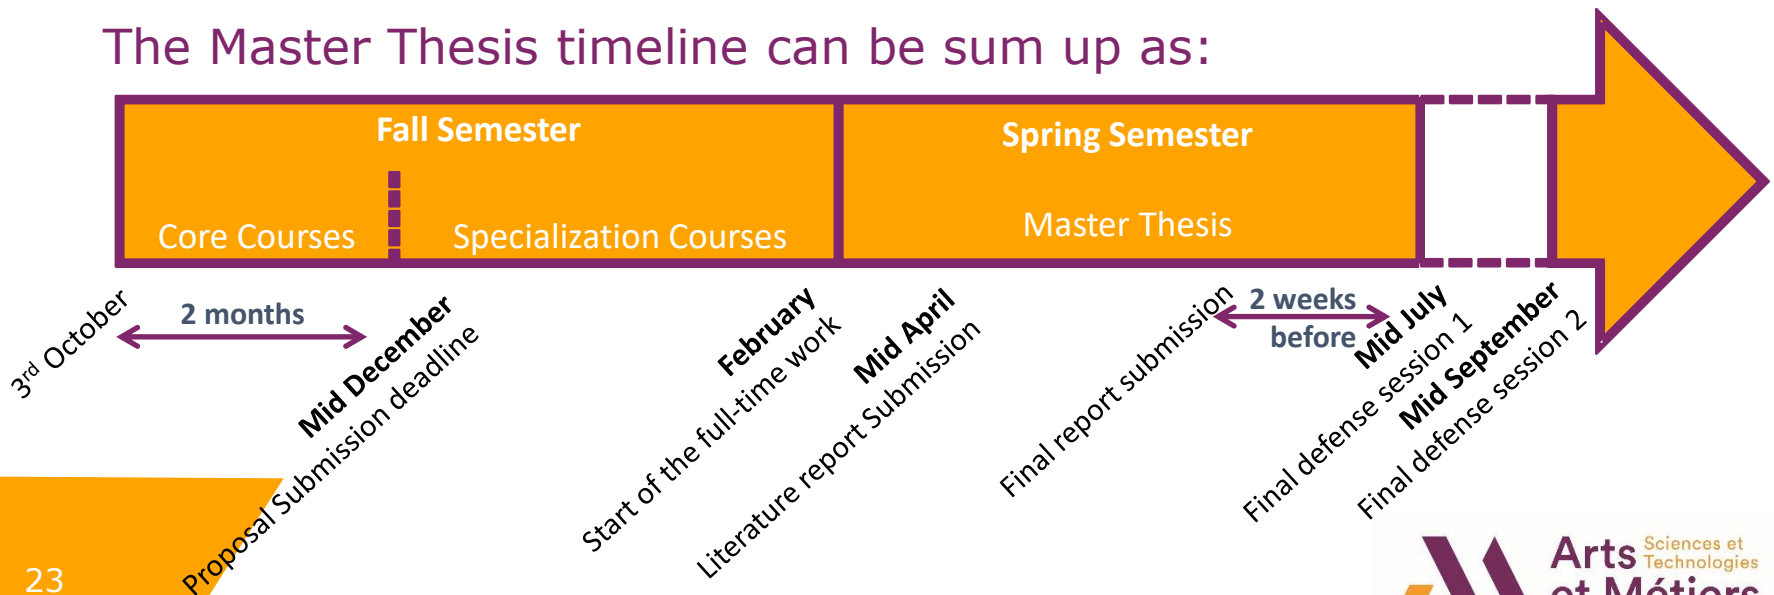 The Master Thesis timeline can be sum up as:
Fall Semester
Spring Semester
Core Courses
Specialization Courses
Master Thesis
3rd October
2 months
Mid December
Proposal Submission deadline
February
Start of the full-time work
Mid April
Literature report Submission
Final report submission
2 weeks
before
Mid July
Final defense session 1
Mid September
Final defense session 2
23
Arts Sciences et
Technologies
et Métiers